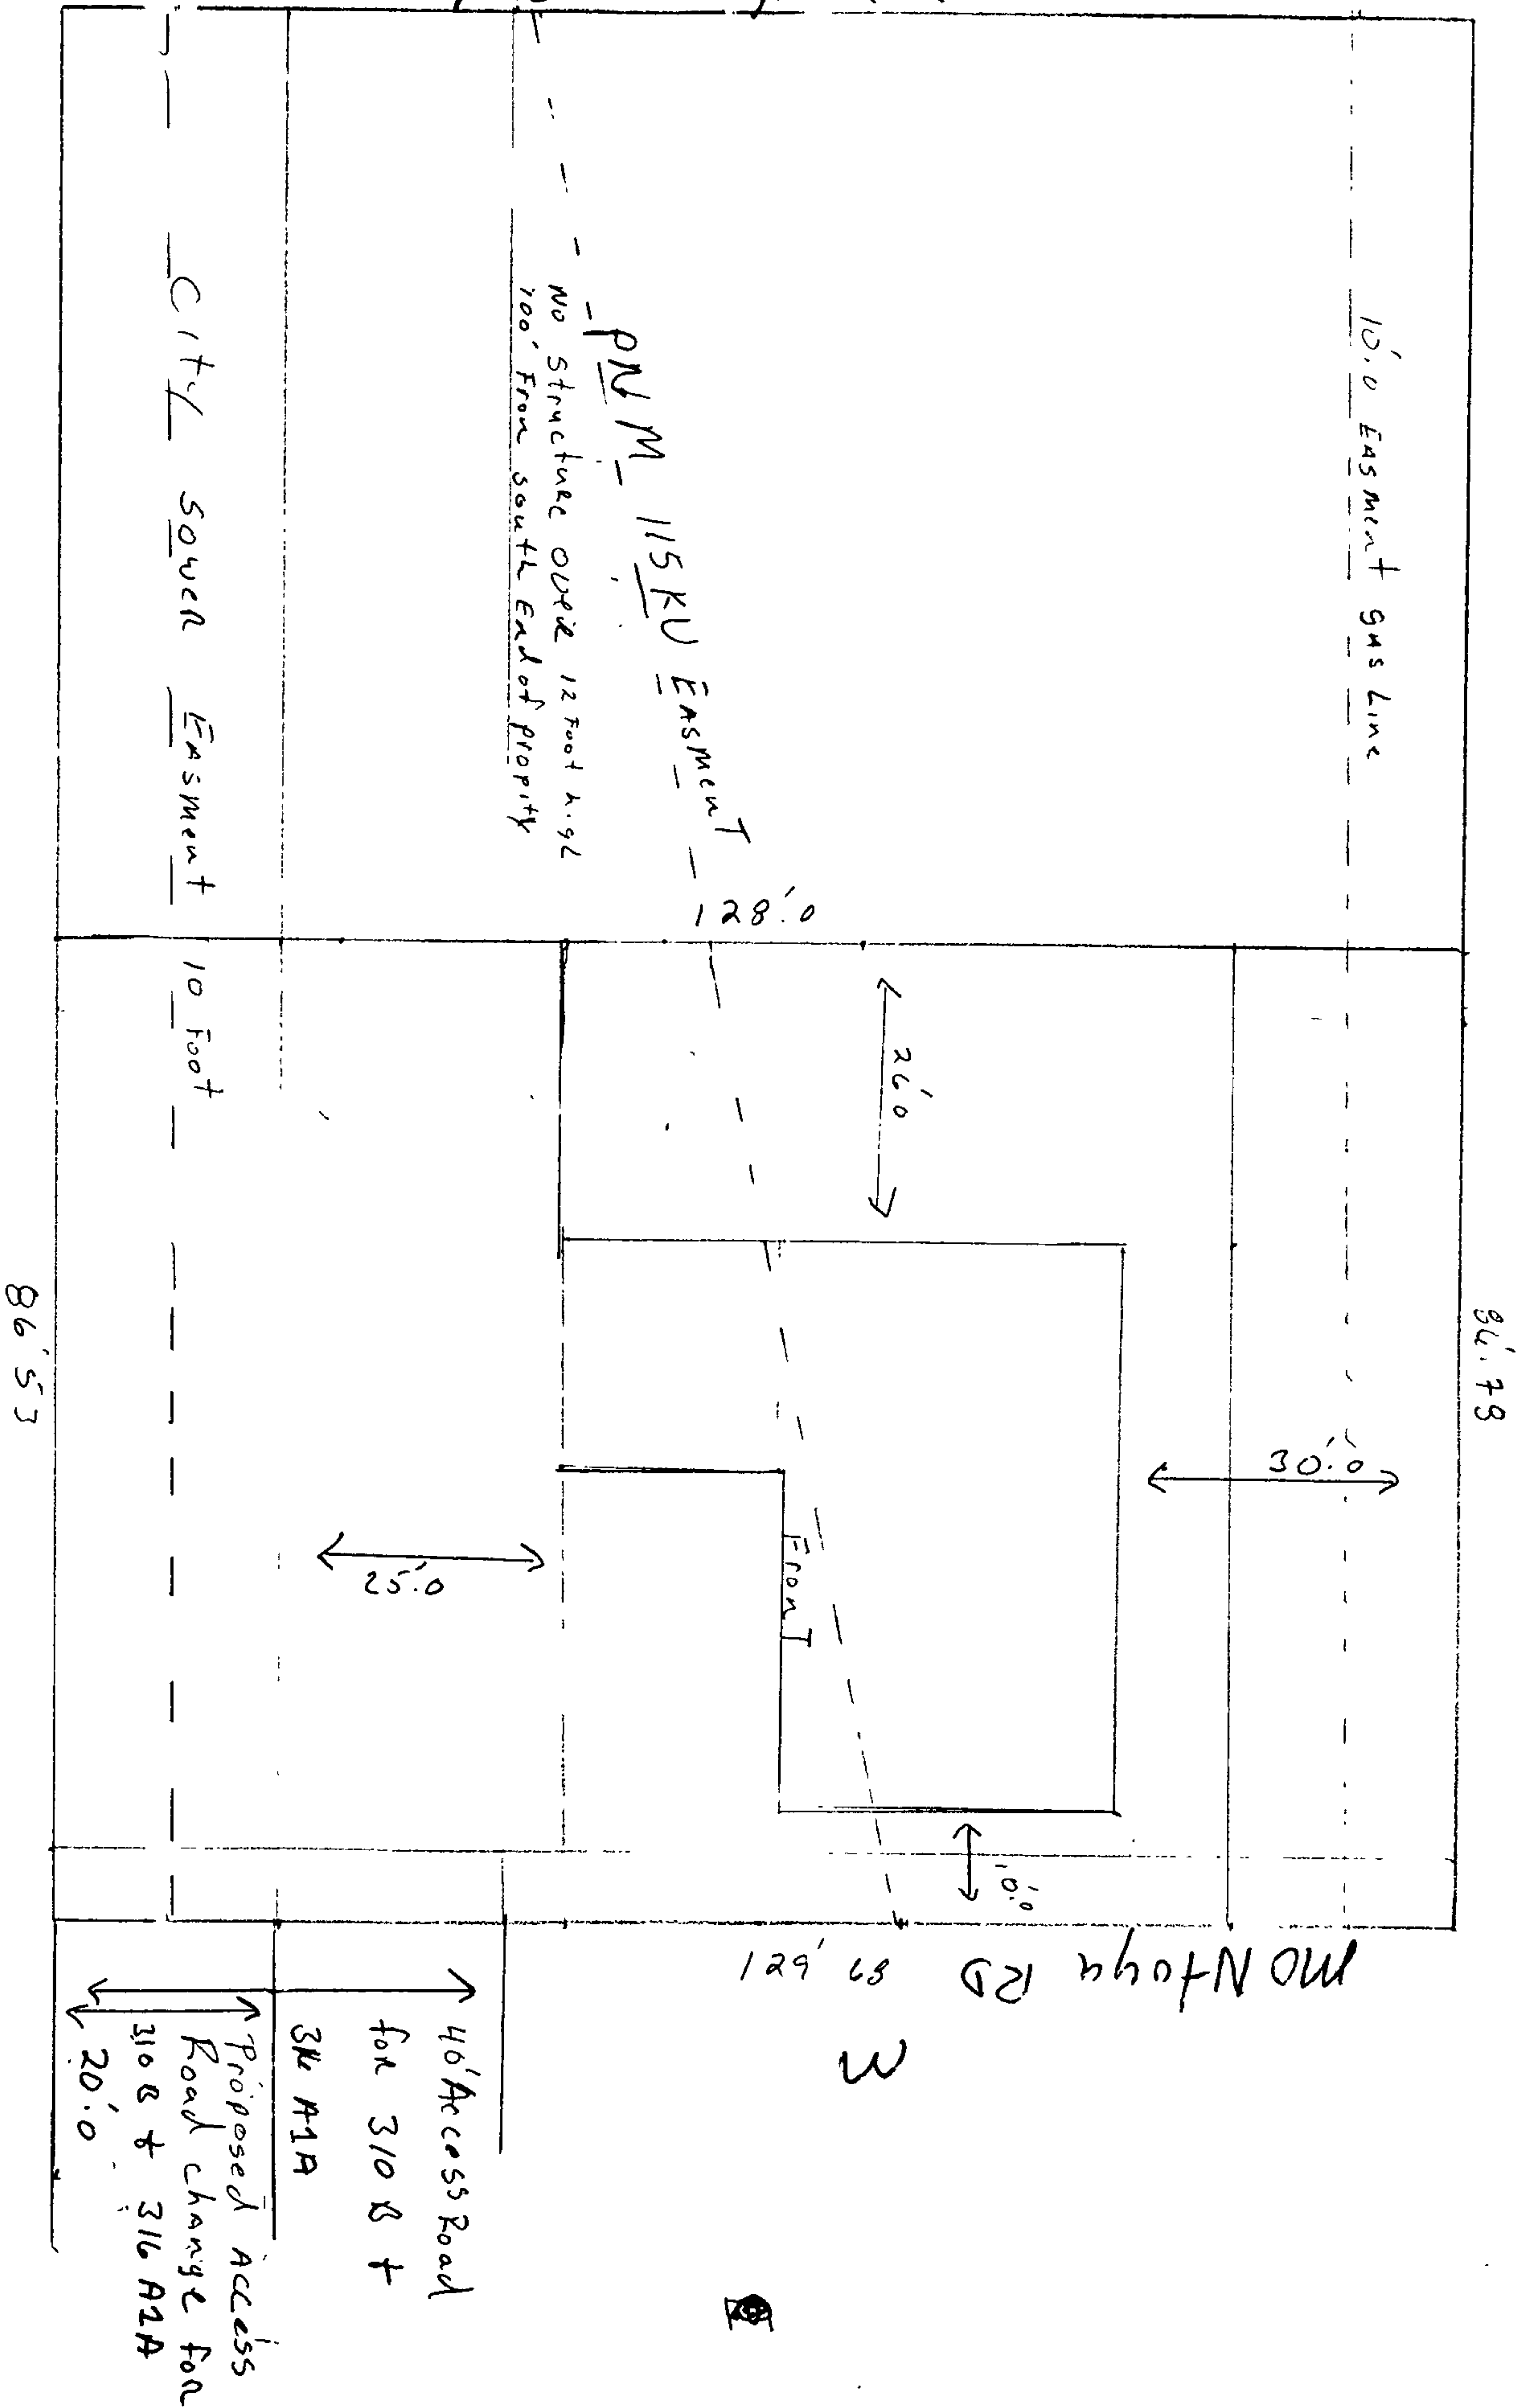 10'.0 Easment gas Line
PNM 115KV EasmenT
No structure over 12 Foot high
100' From south End of propity
City sower Easment 10 Foot
128'.0
26'0
84'.78
30'.0
25'.0
FronT
10'.0
86'53
MONtoya RD
129'69
40' Access Road
for 310 B &
316 A1A
Proposed Access
Road change for
310 B & 316 A1A
20'.0